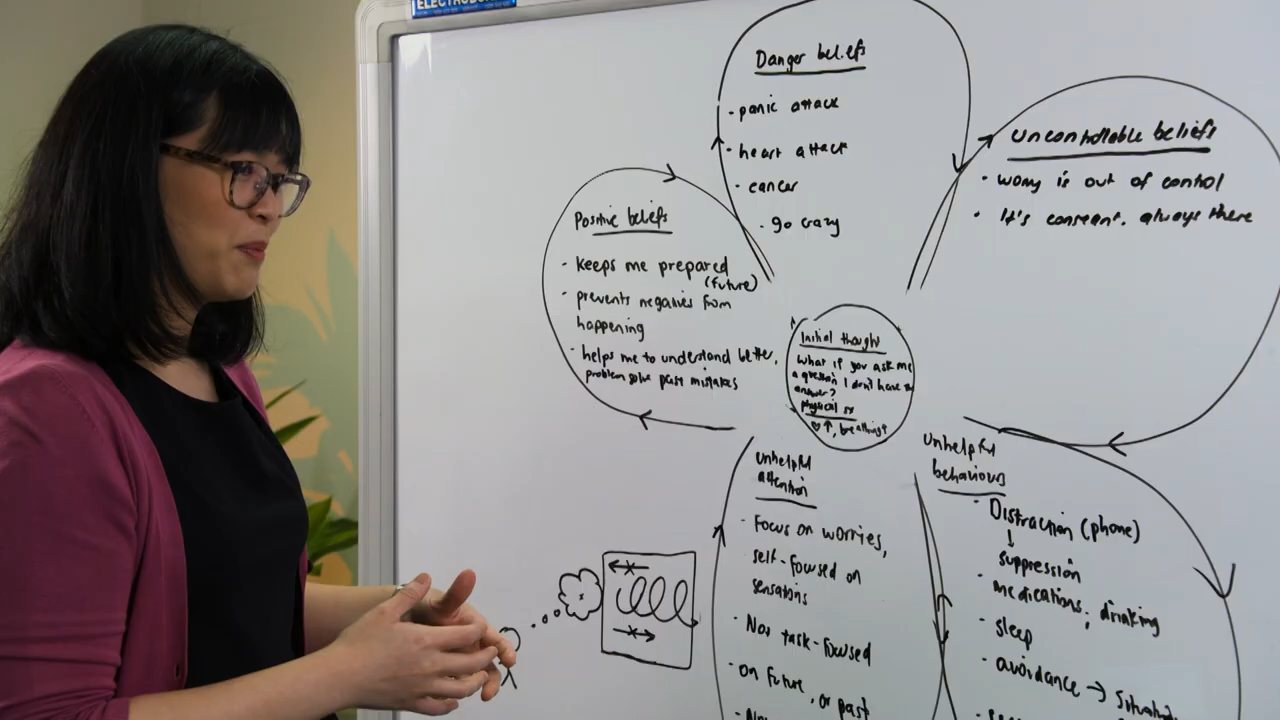 Danger beliefs
- panic attack
- heart attack
- cancer
- go crazy
Uncontrollable beliefs
- worry is out of control
- It's constant, always there
Positive beliefs
- Keeps me prepared
(future)
- prevents negatives from
happening
- helps me to understand better,
problem solve past mistakes
Initial thought
What if you ask me
a question I don't have the
answer?
physical sx
♡↑, breathing↑
unhelpful
attention
- Focus on worries,
self-focused on
sensations
- Not task-focused
- on future, or past
unhelpful
behaviours
- Distraction (phone)
↓
suppression
- medications, drinking
- sleep
- avoidance →